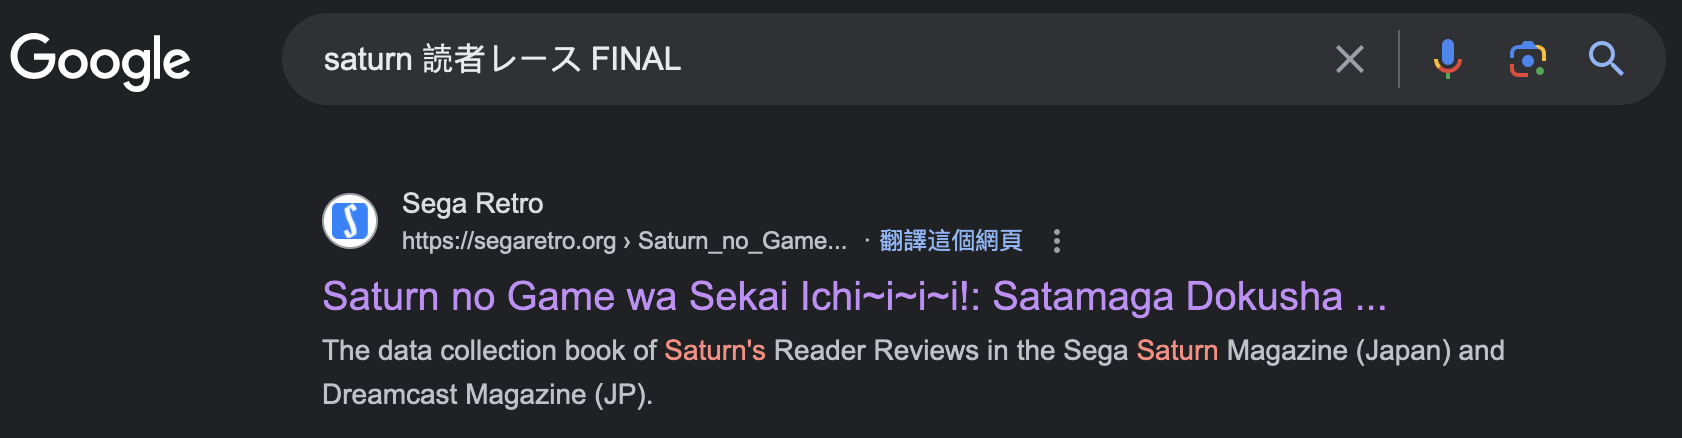 Google
saturn 読者レース FINAL
Sega Retro
https://segaretro.org › Saturn_no_Game... · 翻譯這個網頁
Saturn no Game wa Sekai Ichi~i~i~i!: Satamaga Dokusha ...
The data collection book of Saturn's Reader Reviews in the Sega Saturn Magazine (Japan) and
Dreamcast Magazine (JP).